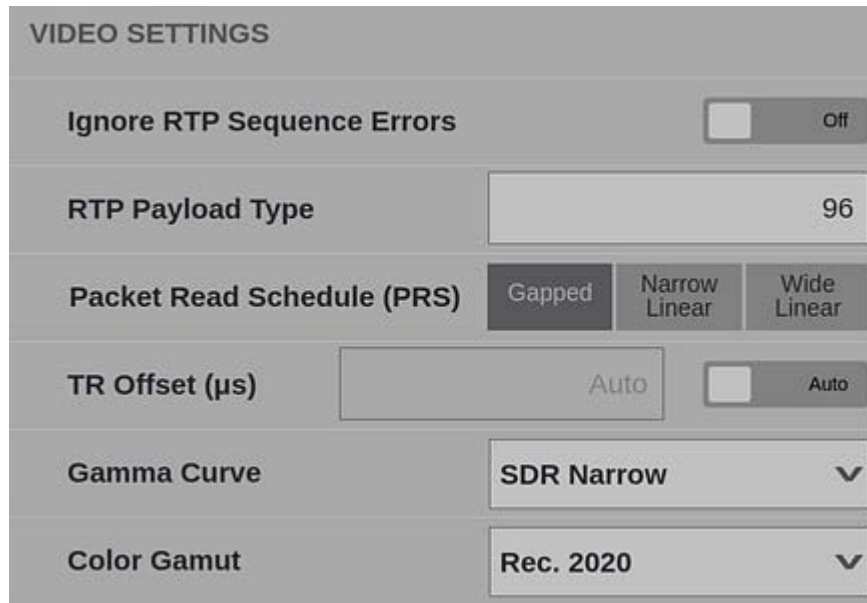 VIDEO SETTINGS
Ignore RTP Sequence Errors Off
RTP Payload Type 96
Packet Read Schedule (PRS) Gapped Narrow Linear Wide Linear
TR Offset (µs) Auto Auto
Gamma Curve SDR Narrow
Color Gamut Rec. 2020